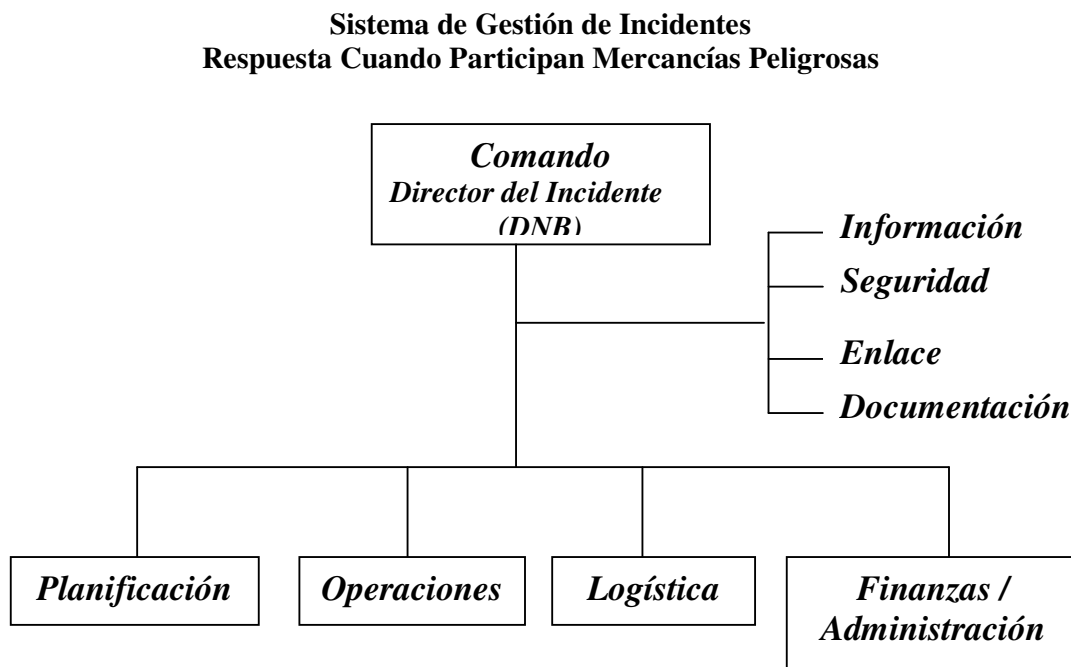 Sistema de Gestión de Incidentes
Respuesta Cuando Participan Mercancías Peligrosas
Comando
Director del Incidente
(DNB)
Información
Seguridad
Enlace
Documentación
Planificación
Operaciones
Logística
Finanzas /
Administración